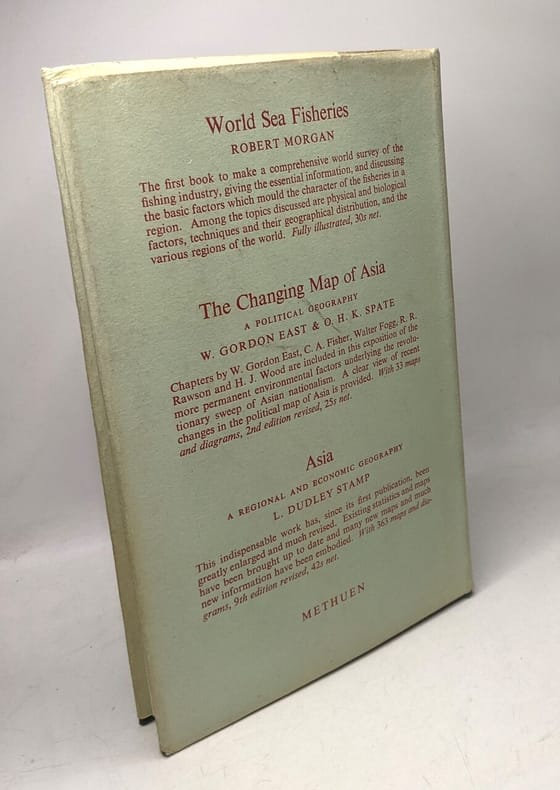 World Sea Fisheries
ROBERT MORGAN
The first book to make a comprehensive world survey of the
fishing industry, giving the essential information, and discussing
the basic factors which mould the character of the fisheries in a
region. Among the topics discussed are physical and biological
factors, techniques and their geographical distribution, and the
various regions of the world. Fully illustrated, 30s net.
The Changing Map of Asia
A POLITICAL GEOGRAPHY
W. GORDON EAST & O. H. K. SPATE
Chapters by W. Gordon East, C. A. Fisher, Walter Fogg, R. R.
Rawson and H. J. Wood are included in this exposition of the
more permanent environmental factors underlying the revolu-
tionary sweep of Asian nationalism. A clear view of recent
changes in the political map of Asia is provided. With 33 maps
and diagrams, 2nd edition revised, 25s net.
Asia
A REGIONAL AND ECONOMIC GEOGRAPHY
L. DUDLEY STAMP
This indispensable work has, since its first publication, been
greatly enlarged and much revised. Existing statistics and maps
have been brought up to date and many new maps and much
new information have been embodied. With 363 maps and dia-
grams, 9th edition revised, 42s net.
METHUEN